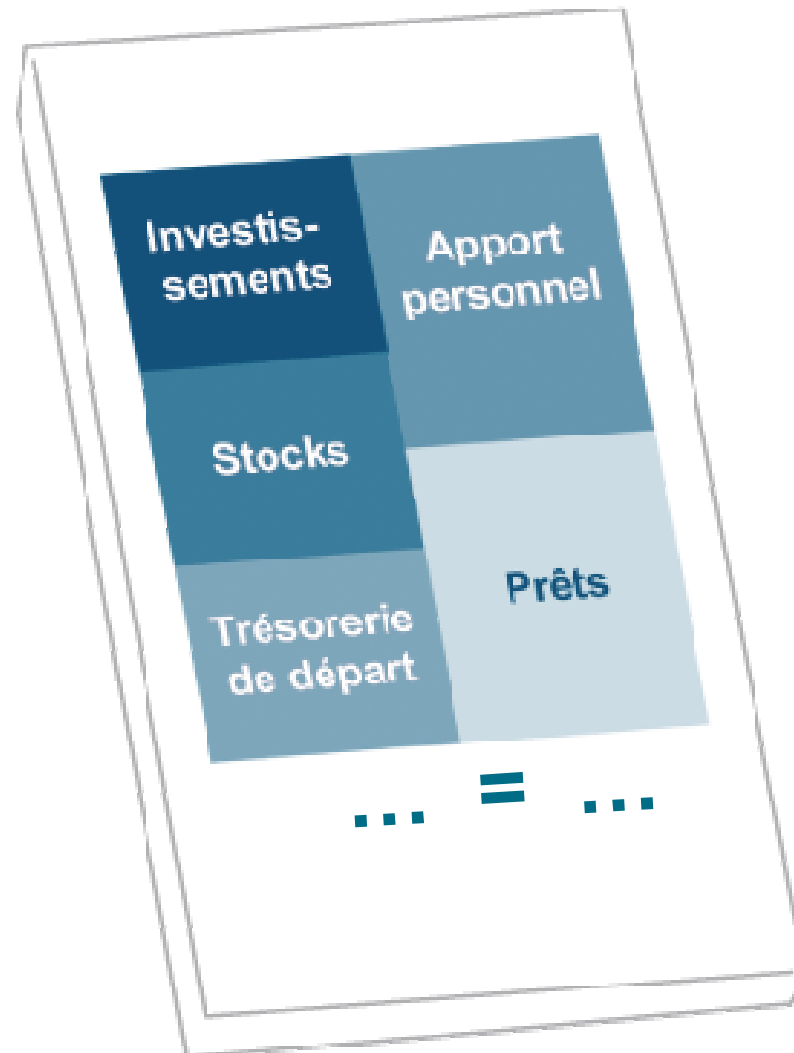 Investis-
sements
Stocks
Trésorerie
de départ
Apport
personnel
Prêts
... = ...